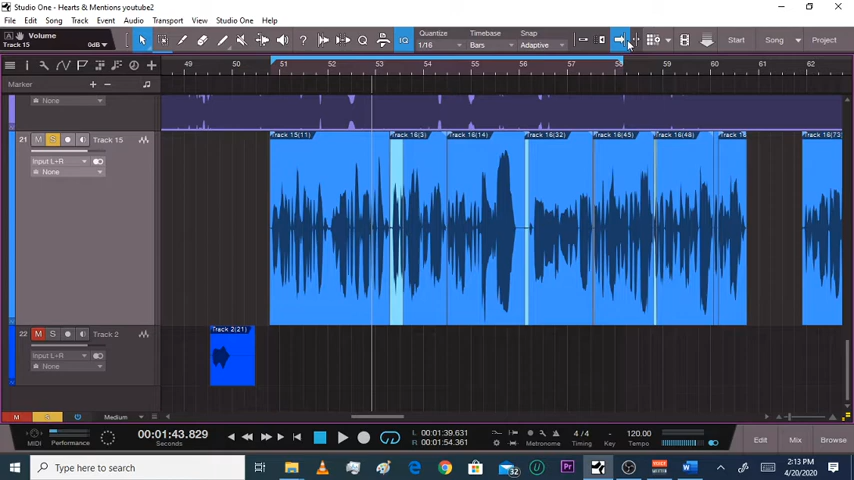 Studio One - Hearts & Mentions youtube2
File Edit Song Track Event Audio Transport View Studio One Help
Volume
Track 15 0dB
IQ
Quantize Timebase Snap
1/16 Bars Adaptive
Start Song Project
49 50 51 52 53 54 55 56 57 58 59 60 61 62
Marker
None
21 M S Track 15
Input L+R
None
Track 15(11) Track 16(3) Track 16(14) Track 16(32) Track 16(45) Track 16(48) Track 16(73)
22 M S Track 2
Input L+R
None
Track 2(21)
M S Medium
MIDI Performance
00:01:43.829
Seconds
L 00:01:39.631
R 00:01:54.361
Metronome
4 / 4
Timing
Key
120.00
Tempo
Edit Mix Browse
Type here to search
32
2:13 PM
4/20/2020